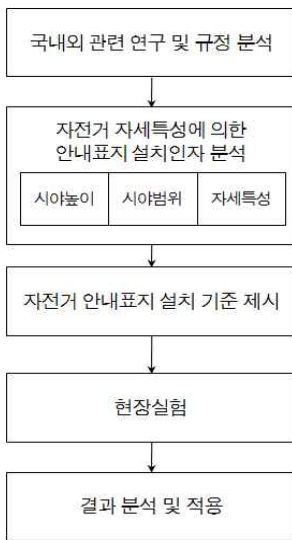 국내외 관련 연구 및 규정 분석
자전거 자세특성에 의한
안내표지 설치인자 분석
시야높이 시야범위 자세특성
자전거 안내표지 설치 기준 제시
현장실험
결과 분석 및 적용